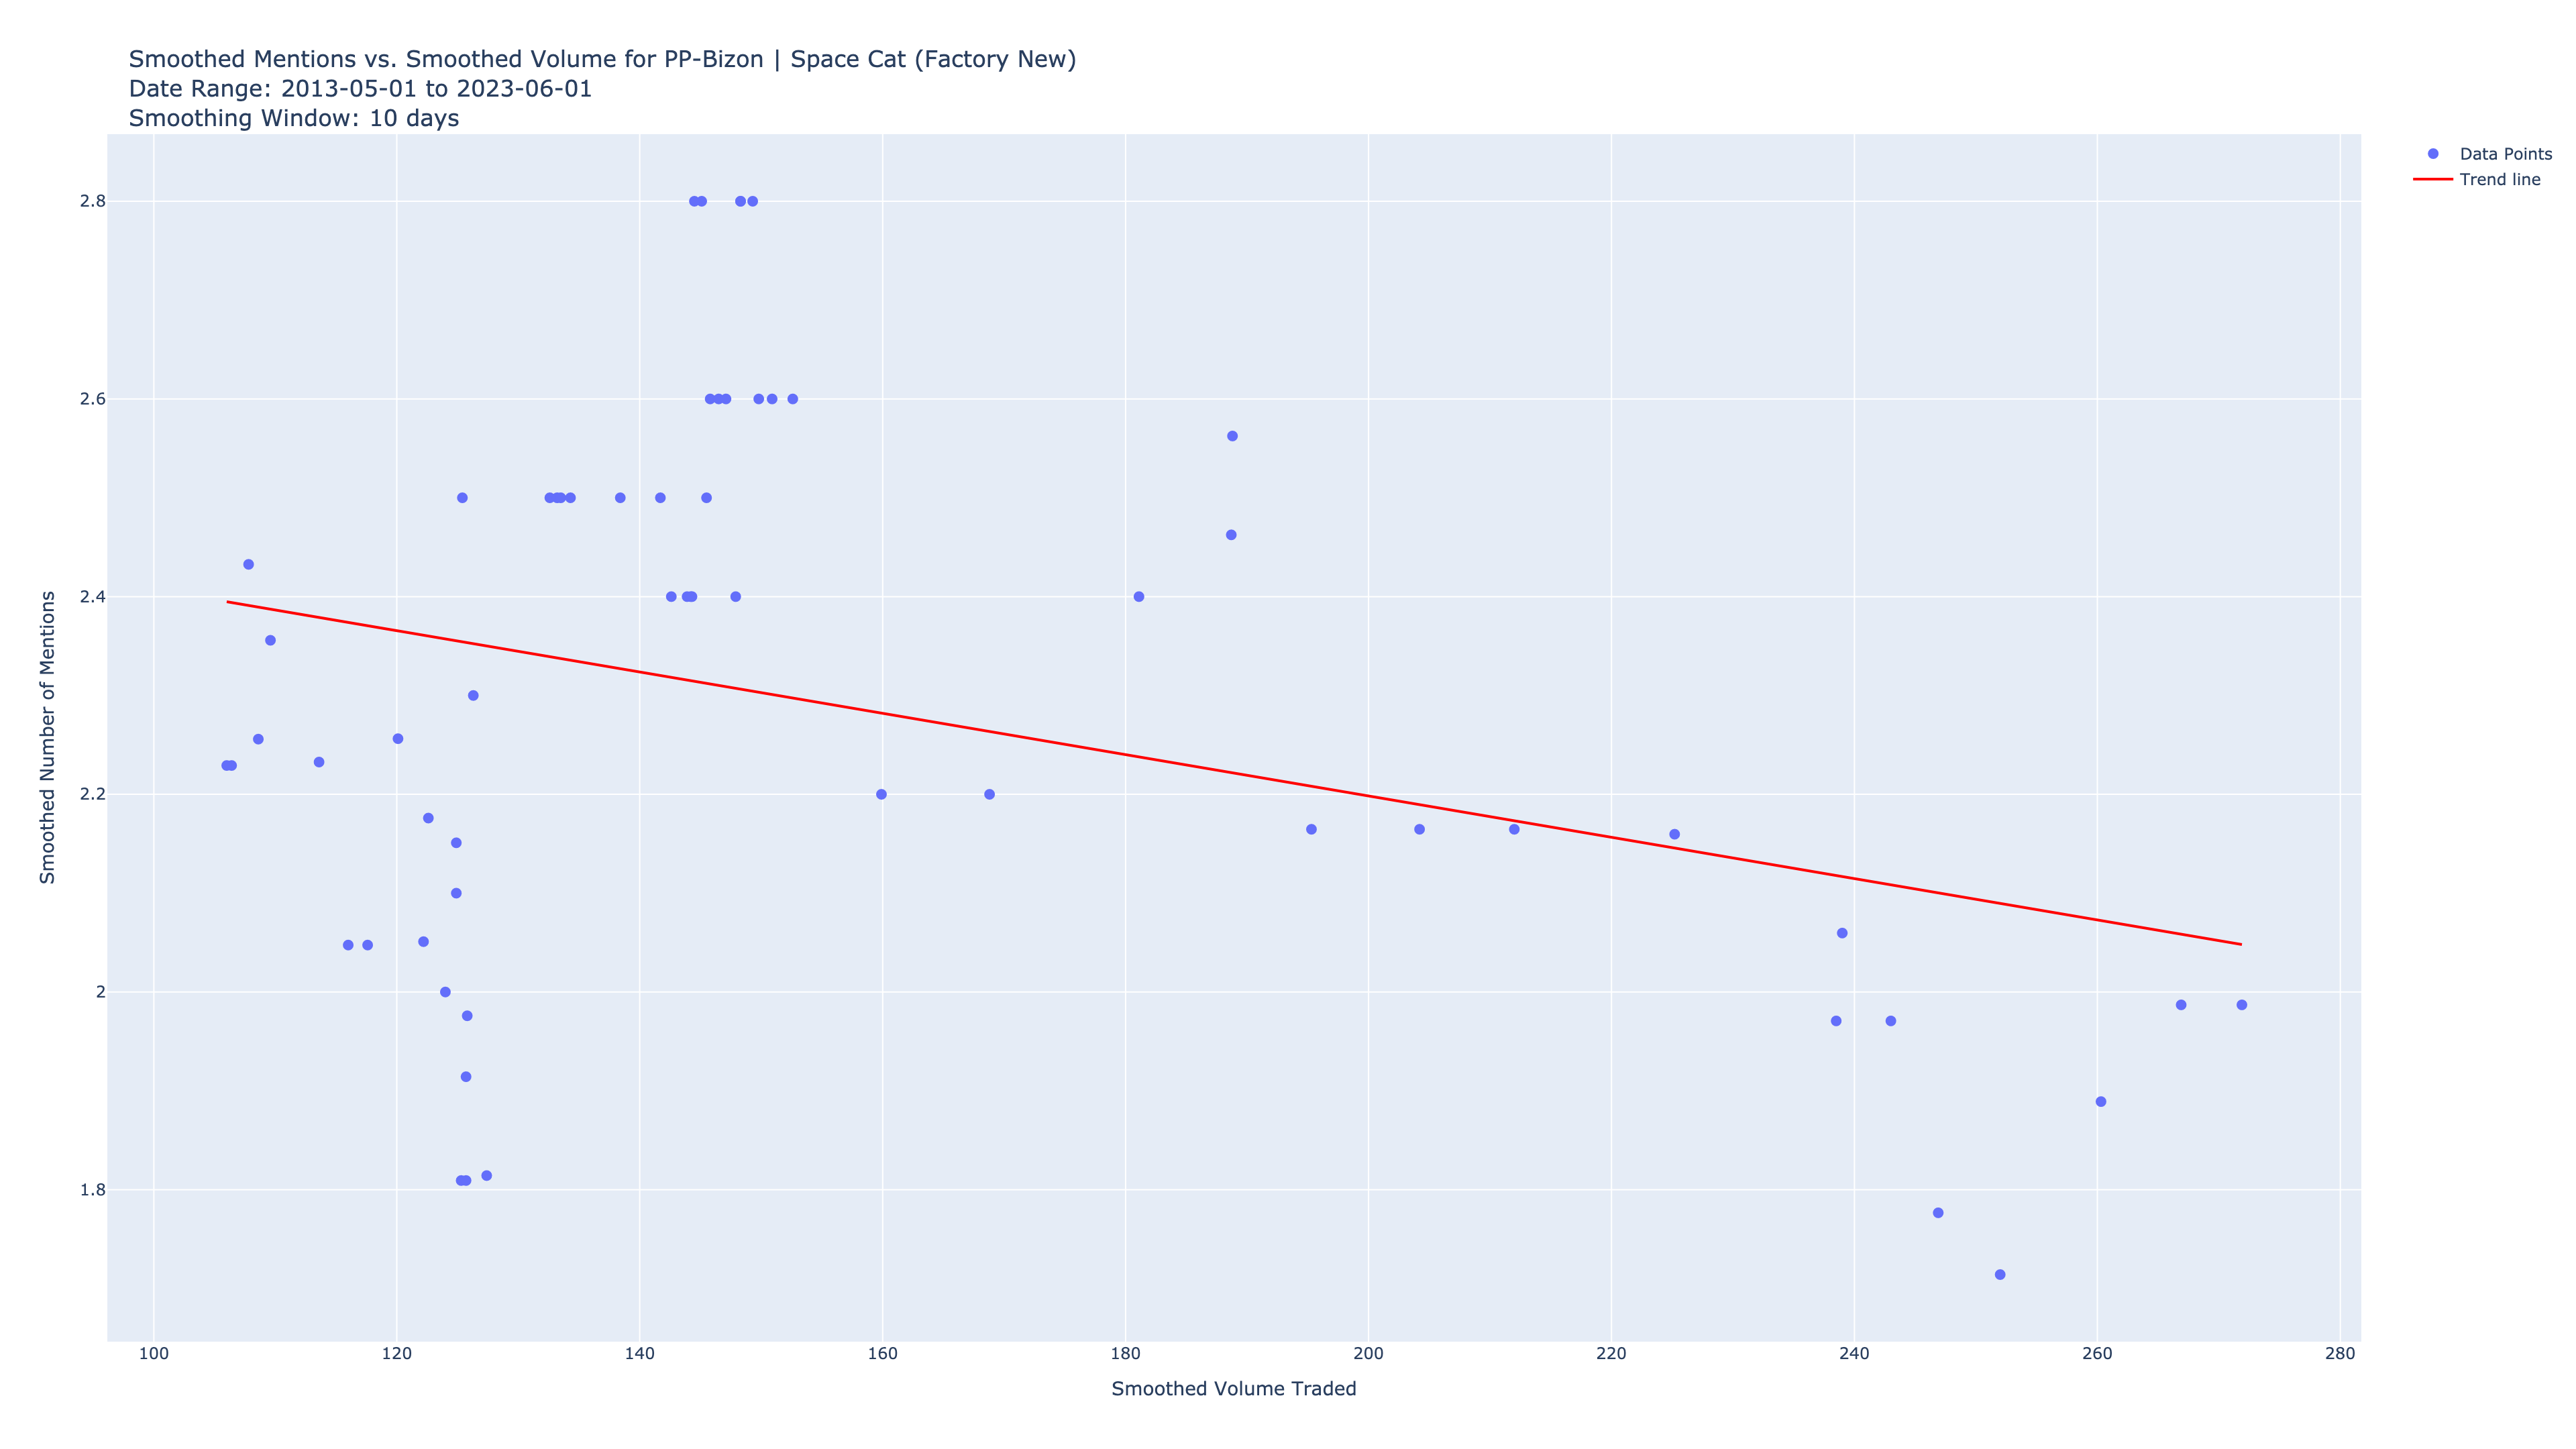 Smoothed Mentions vs. Smoothed Volume for PP-Bizon | Space Cat (Factory New)
Date Range: 2013-05-01 to 2023-06-01
Smoothing Window: 10 days
Data Points
Trend line
2.8
2.6
2.4
2.2
2
1.8
Smoothed Number of Mentions
100 120 140 160 180 200 220 240 260 280
Smoothed Volume Traded